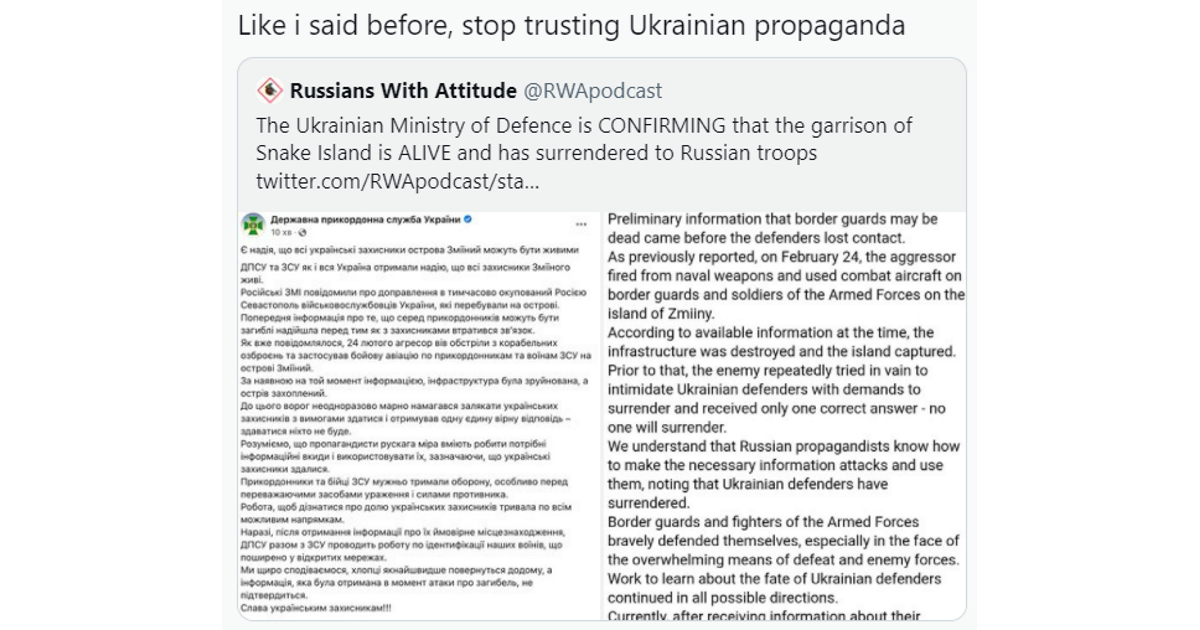 Like i said before, stop trusting Ukrainian propaganda
Russians With Attitude @RWApodcast
The Ukrainian Ministry of Defence is CONFIRMING that the garrison of
Snake Island is ALIVE and has surrendered to Russian troops
twitter.com/RWApodcast/sta...
Державна прикордонна служба України
10 хв ·
Є надія, що всі українські захисники острова Зміїний можуть бути живими
ДПСУ та ЗСУ як і вся Україна отримали надію, що всі захисники Зміїного
живі.
Російські ЗМІ повідомили про доправлення в тимчасово окупований Росією
Севастополь військовослужбовців України, які перебували на острові.
Попередня інформація про те, що серед прикордонників можуть бути
загиблі надійшла перед тим як з захисниками втратився зв'язок.
Як вже повідомлялося, 24 лютого агресор вів обстріли з корабельних
озброєнь та застосував бойову авіацію по прикордонникам та воїнам ЗСУ на
острові Зміїний.
За наявною на той момент інформацією, інфраструктура була зруйнована, а
острів захоплений.
До цього ворог неодноразово марно намагався залякати українських
захисників з вимогами здатися і отримував одну єдину вірну відповідь –
здаватися ніхто не буде.
Розуміємо, що пропагандисти руского міра вміють робити потрібні
інформаційні вкиди і використовувати їх, зазначаючи, що українські
захисники здалися.
Прикордонники та бійці ЗСУ мужньо тримали оборону, особливо перед
переважаючими засобами ураження і силами противника.
Робота, щоб дізнатися про долю українських захисників тривала по всім
можливим напрямкам.
Наразі, після отримання інформації про їх ймовірне місцезнаходження,
ДПСУ разом з ЗСУ проводить роботу по ідентифікації наших воїнів, що
поширено у відкритих мережах.
Ми щиро сподіваємося, хлопці якнайшвидше повернуться додому, а
інформація, яка була отримана в момент атаки про загибель, не
підтвердиться.
Слава українським захисникам!!!
Preliminary information that border guards may be
dead came before the defenders lost contact.
As previously reported, on February 24, the aggressor
fired from naval weapons and used combat aircraft on
border guards and soldiers of the Armed Forces on the
island of Zmiiny.
According to available information at the time, the
infrastructure was destroyed and the island captured.
Prior to that, the enemy repeatedly tried in vain to
intimidate Ukrainian defenders with demands to
surrender and received only one correct answer - no
one will surrender.
We understand that Russian propagandists know how
to make the necessary information attacks and use
them, noting that Ukrainian defenders have
surrendered.
Border guards and fighters of the Armed Forces
bravely defended themselves, especially in the face of
the overwhelming means of defeat and enemy forces.
Work to learn about the fate of Ukrainian defenders
continued in all possible directions.
Currently, after receiving information about their